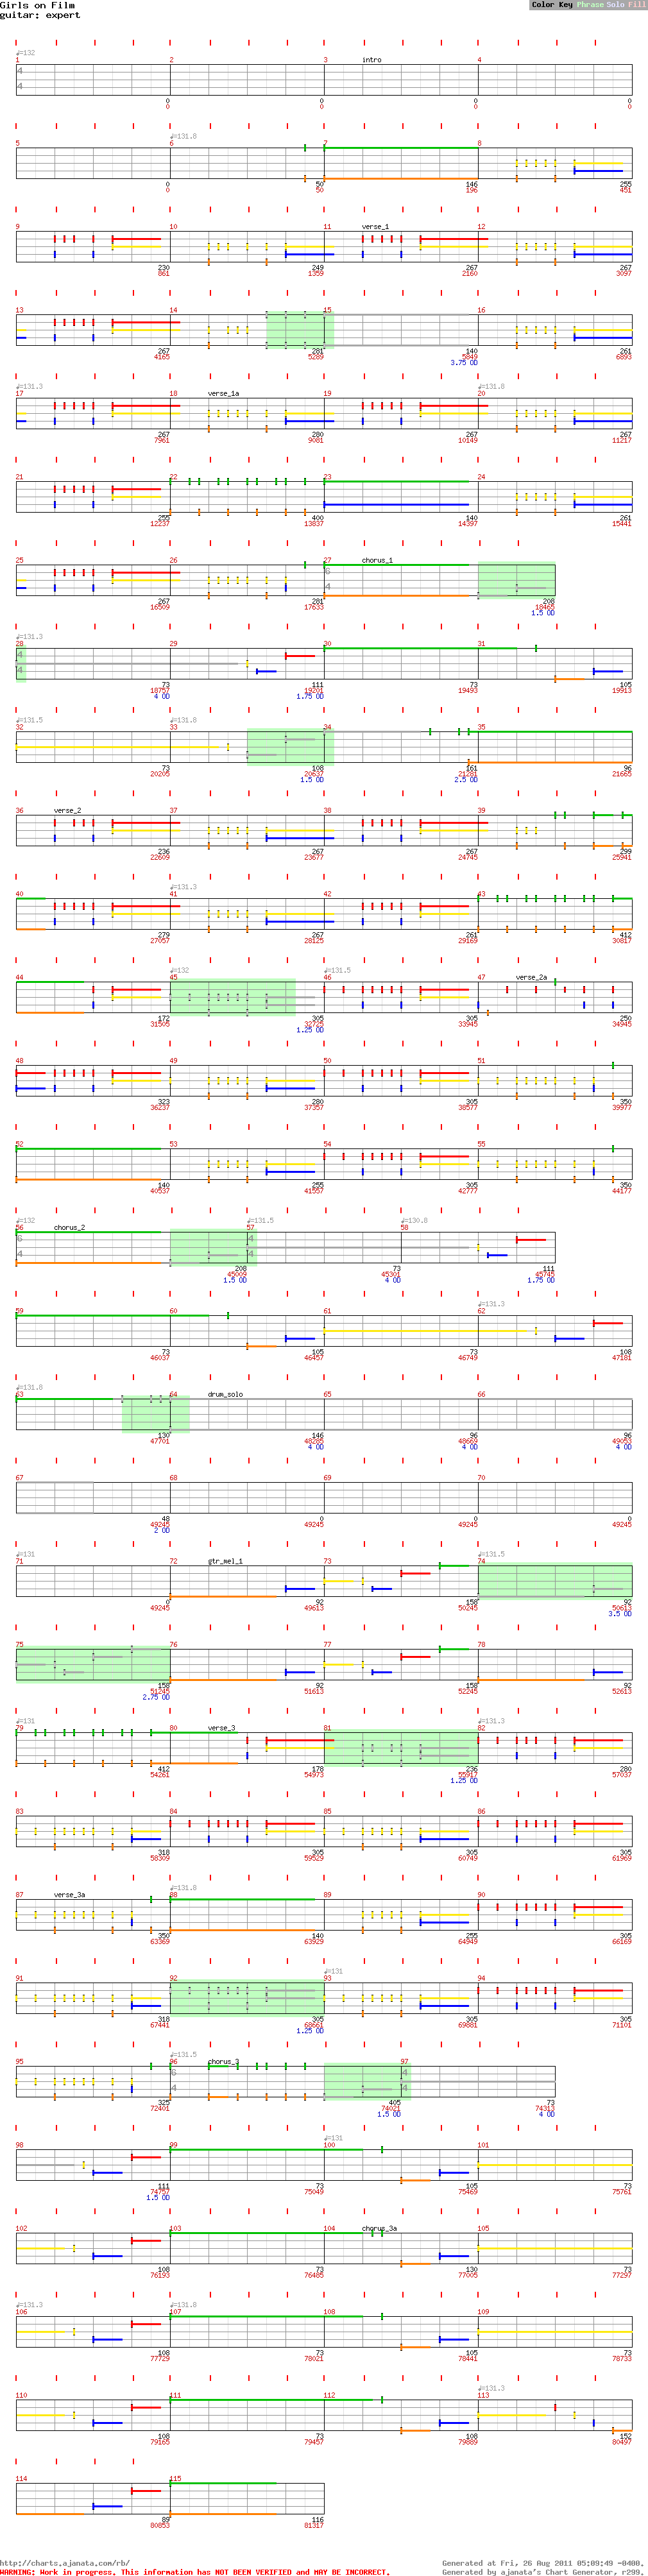 Girls on Film
guitar: expert
Color Key Phrase Solo Fill
♩=132
1 2 3 intro 4
4
4
0 0 0 0
0 0 0 0
♩=131.8
5 6 7 8
0 50 146 255
0 50 196 451
9 10 11 verse_1 12
230 249 267 267
861 1359 2160 3097
13 14 15 16
267 281 140 261
4165 5289 5849 6893
3.75 OD
♩=131.3 ♩=131.8
17 18 verse_1a 19 20
267 280 267 267
7961 9081 10149 11217
21 22 23 24
255 400 140 261
12237 13837 14397 15441
25 26 27 chorus_1
6
4
267 281 208
16509 17633 18465
1.5 OD
♩=131.3
28 29 30 31
4
4
73 111 73 105
18757 19201 19493 19913
4 OD 1.75 OD
♩=131.5 ♩=131.8
32 33 34 35
73 108 161 96
20205 20637 21281 21665
1.5 OD 2.5 OD
36 verse_2 37 38 39
236 267 267 299
22609 23677 24745 25941
♩=131.3
40 41 42 43
279 267 261 412
27057 28125 29169 30817
♩=132 ♩=131.5
44 45 46 47 verse_2a
172 305 305 250
31505 32725 33945 34945
1.25 OD
48 49 50 51
323 280 305 350
36237 37357 38577 39977
52 53 54 55
140 255 305 350
40537 41557 42777 44177
♩=132 ♩=131.5 ♩=130.8
56 chorus_2 57 58
6 4
4 4
208 73 111
45009 45301 45745
1.5 OD 4 OD 1.75 OD
♩=131.3
59 60 61 62
73 105 73 108
46037 46457 46749 47181
♩=131.8
63 64 drum_solo 65 66
130 146 96 96
47701 48285 48669 49053
4 OD 4 OD 4 OD
67 68 69 70
48 0 0 0
49245 49245 49245 49245
2 OD
♩=131 ♩=131.5
71 72 gtr_mel_1 73 74
0 92 158 92
49245 49613 50245 50613
3.5 OD
75 76 77 78
158 92 158 92
51245 51613 52245 52613
2.75 OD
♩=131 ♩=131.3
79 80 verse_3 81 82
412 178 236 280
54261 54973 55917 57037
1.25 OD
83 84 85 86
318 305 305 305
58309 59529 60749 61969
♩=131.8
87 verse_3a 88 89 90
350 140 255 305
63369 63929 64949 66169
♩=131
91 92 93 94
318 305 305 305
67441 68661 69881 71101
1.25 OD
♩=131.5
95 96 chorus_3 97
6 4
4 4
325 405 73
72401 74021 74313
1.5 OD 4 OD
♩=131
98 99 100 101
111 73 105 73
74757 75049 75469 75761
1.5 OD
102 103 104 chorus_3a 105
108 73 130 73
76193 76485 77005 77297
♩=131.3 ♩=131.8
106 107 108 109
108 73 105 73
77729 78021 78441 78733
♩=131.3
110 111 112 113
108 73 108 152
79165 79457 79889 80497
114 115
89 116
80853 81317
http://charts.ajanata.com/rb/ Generated at Fri, 26 Aug 2011 05:09:49 -0400.
WARNING: Work in progress. This information has NOT BEEN VERIFIED and MAY BE INCORRECT. Generated by ajanata's Chart Generator, r299.